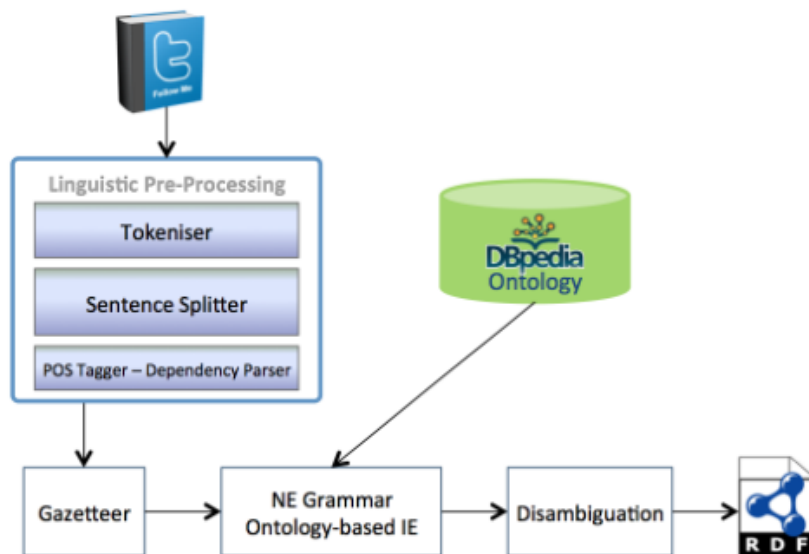 Follow Me
Linguistic Pre-Processing
Tokeniser
Sentence Splitter
POS Tagger – Dependency Parser
DBpedia
Ontology
Gazetteer
NE Grammar
Ontology-based IE
Disambiguation
RDF